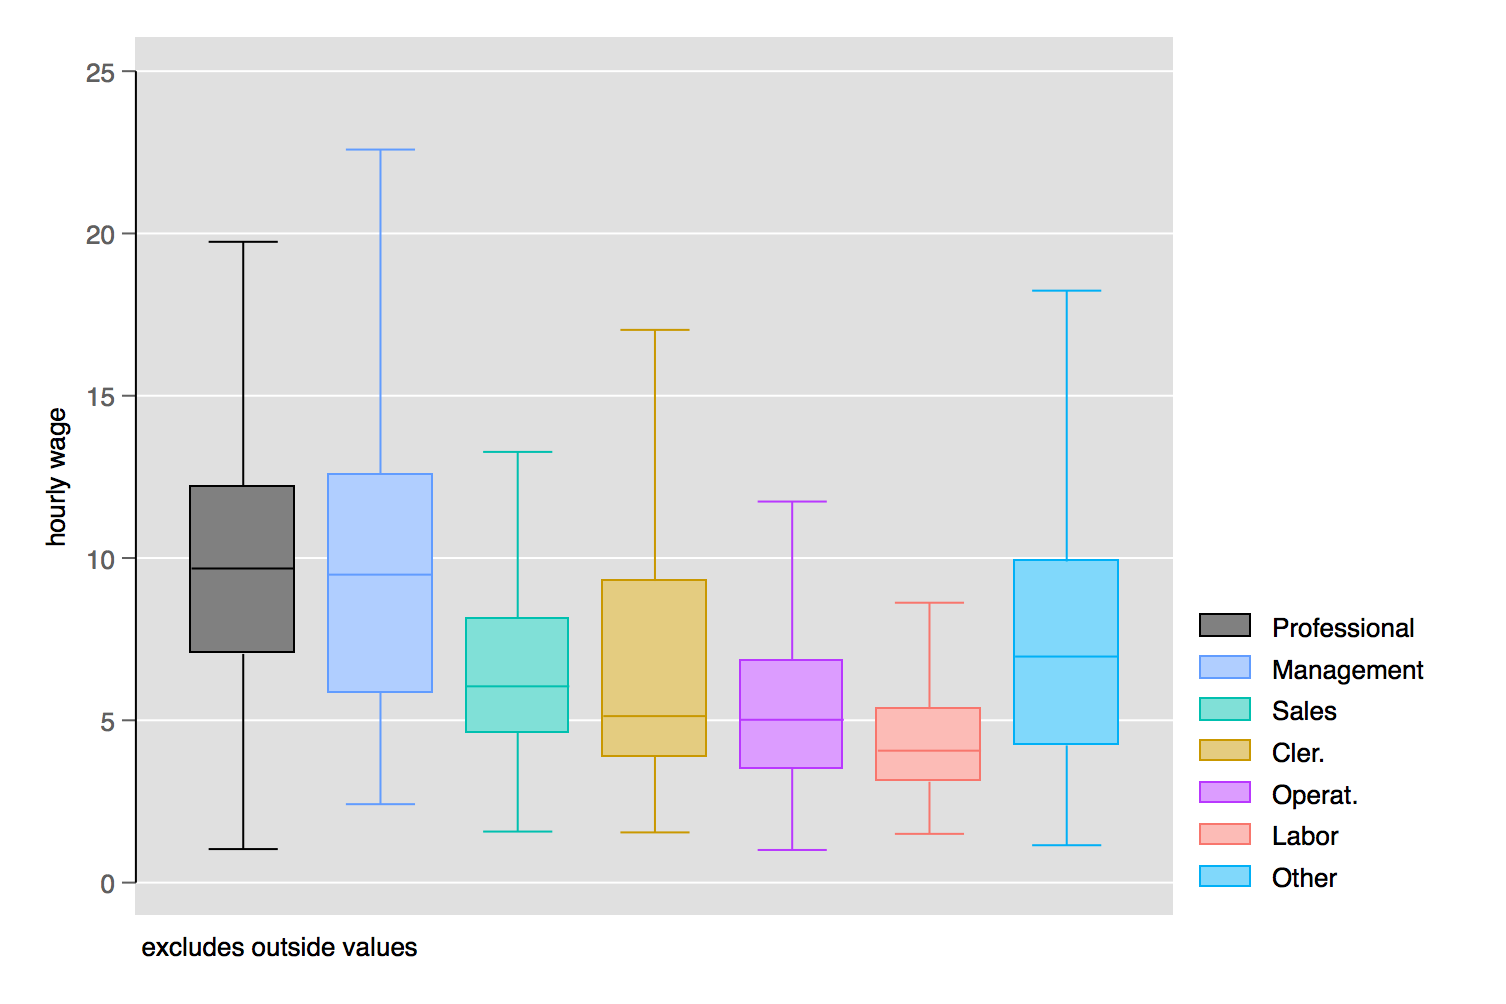 25
20
15
10
5
0
hourly wage
Professional
Management
Sales
Cler.
Operat.
Labor
Other
excludes outside values